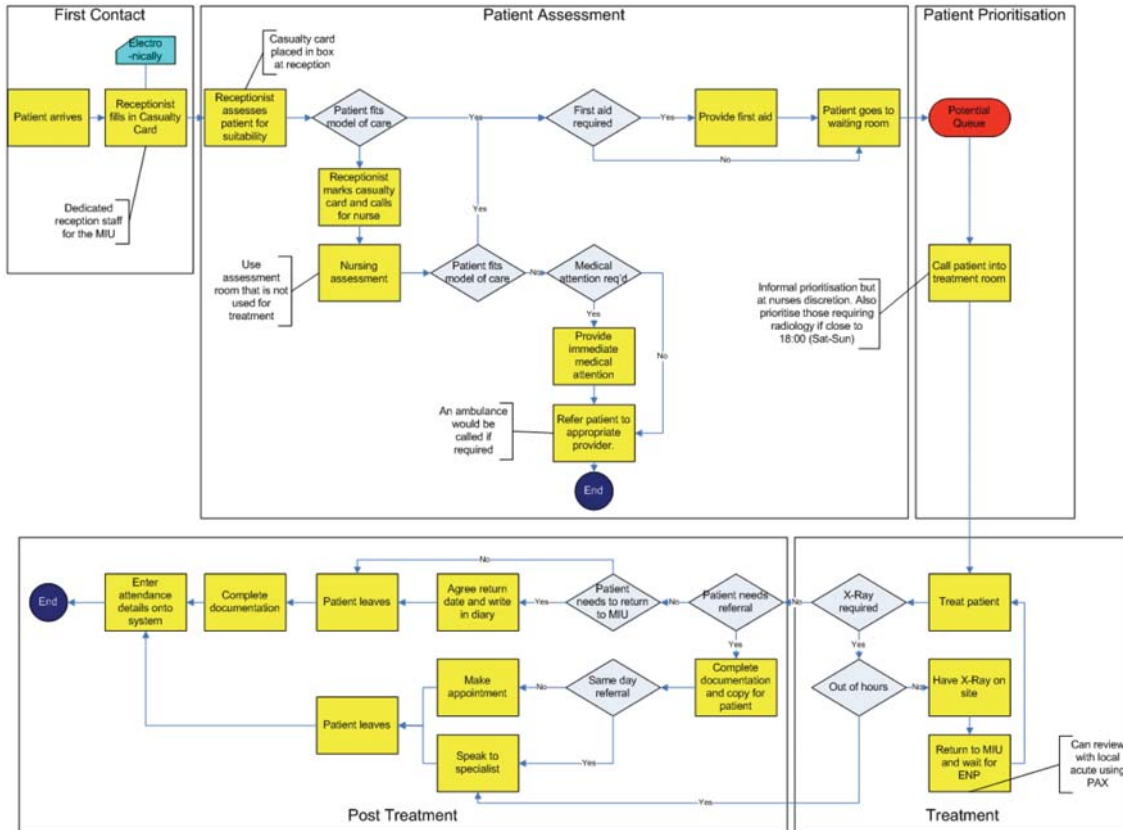 First Contact
Electro
-nically
Patient arrives
Receptionist
fills in Casualty
Card
Dedicated
reception staff
for the MIU
Patient Assessment
Casualty card
placed in box
at reception
Receptionist
assesses
patient for
suitability
Patient fits
model of care
Yes
First aid
required
Yes
Provide first aid
Patient goes to
waiting room
No
Receptionist
marks casualty
card and calls
for nurse
Yes
Use
assessment
room that is not
used for
treatment
Nursing
assessment
Patient fits
model of care
No
Medical
attention req'd
Yes
No
Provide
immediate
medical
attention
An ambulance
would be
called if
required
Refer patient to
appropriate
provider.
End
Patient Prioritisation
Potential
Queue
Call patient into
treatment room
Informal prioritisation but
at nurses discretion. Also
prioritise those requiring
radiology if close to
18:00 (Sat-Sun)
No
End
Enter
attendance
details onto
system
Complete
documentation
Patient leaves
Agree return
date and write
in diary
Yes
Patient
needs to return
to MIU
No
Patient needs
referral
No
X-Ray
required
Treat patient
Yes
Yes
Make
appointment
No
Same day
referral
Complete
documentation
and copy for
patient
Out of hours
No
Have X-Ray on
site
Patient leaves
Speak to
specialist
Yes
Return to MIU
and wait for
ENP
Can review
with local
acute using
PAX
Yes
Post Treatment
Treatment